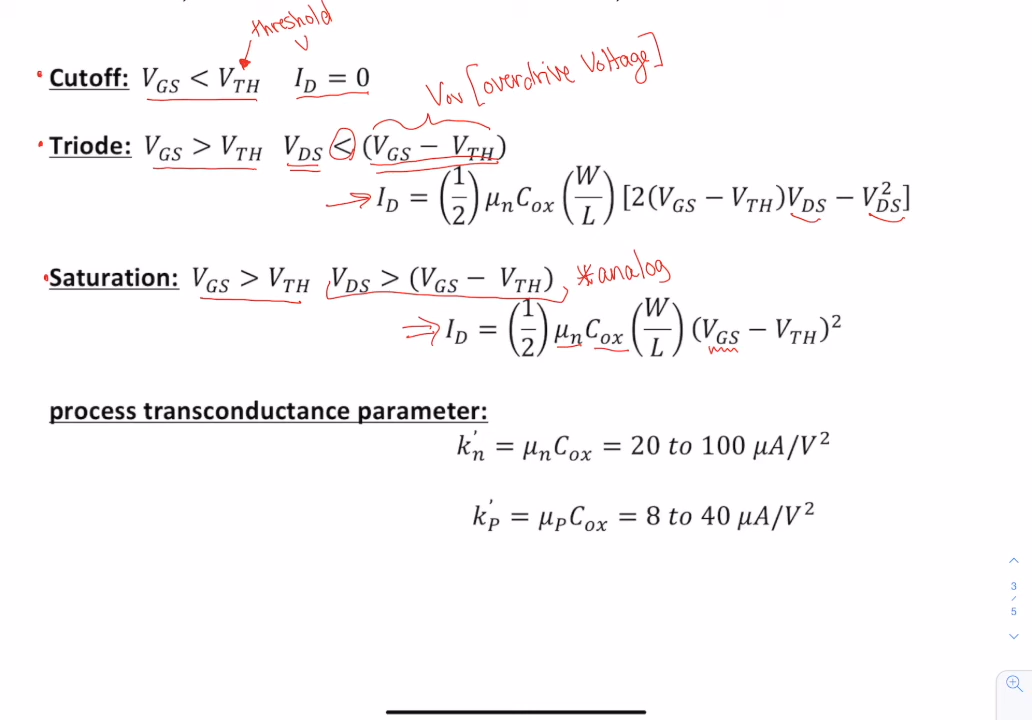 threshold
Cutoff: V_GS < V_TH I_D = 0
V_ov [overdrive Voltage]
Triode: V_GS > V_TH V_DS < (V_GS − V_TH)
I_D = (1/2) μ_n C_ox (W/L) [2(V_GS − V_TH)V_DS − V_DS^2]
Saturation: V_GS > V_TH , V_DS > (V_GS − V_TH) , *analog
I_D = (1/2) μ_n C_ox (W/L) (V_GS − V_TH)^2
process transconductance parameter:
k'_n = μ_n C_ox = 20 to 100 μA/V^2
k'_P = μ_P C_ox = 8 to 40 μA/V^2
3
/
5